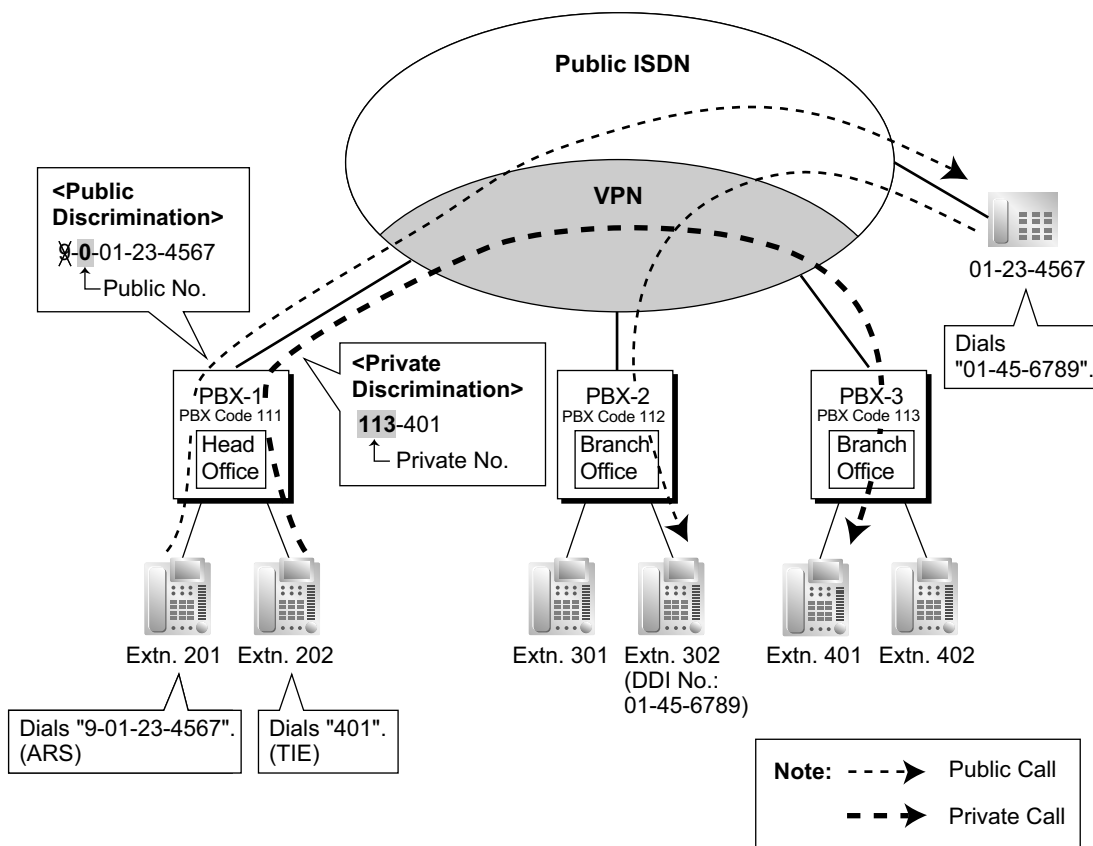 Public ISDN
VPN
<Public
Discrimination>
9-0-01-23-4567
Public No.
01-23-4567
Dials
"01-45-6789".
<Private
Discrimination>
113-401
Private No.
PBX-1
PBX Code 111
Head
Office
PBX-2
PBX Code 112
Branch
Office
PBX-3
PBX Code 113
Branch
Office
Extn. 201
Extn. 202
Extn. 301
Extn. 302
(DDI No.:
01-45-6789)
Extn. 401
Extn. 402
Dials "9-01-23-4567".
(ARS)
Dials "401".
(TIE)
Note:
Public Call
Private Call